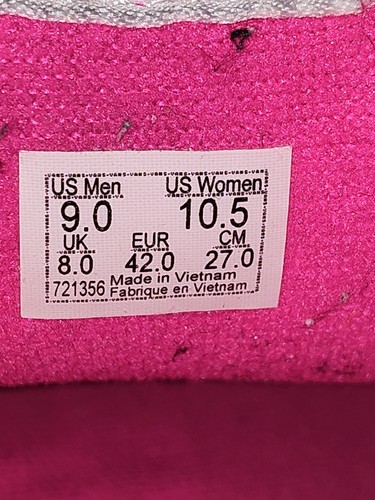 US Men US Women
9.0 10.5
UK EUR CM
8.0 42.0 27.0
721356 Made in Vietnam
Fabrique en Vietnam